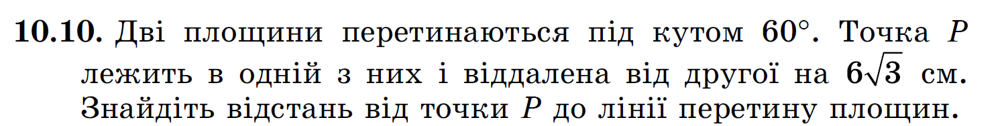 10.10. Дві площини перетинаються під кутом 60°. Точка P
лежить в одній з них і віддалена від другої на 6√3 см.
Знайдіть відстань від точки P до лінії перетину площин.